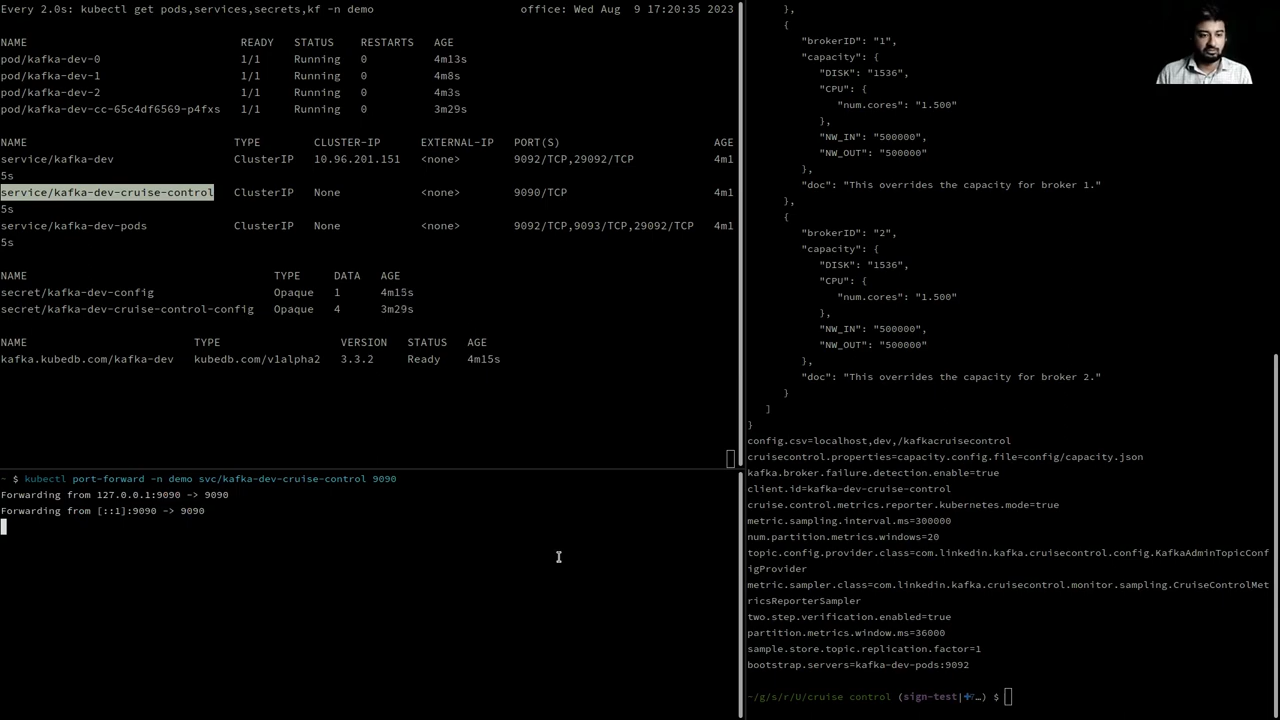 Every 2.0s: kubectl get pods,services,secrets,kf -n demo office: Wed Aug 9 17:20:35 2023
NAME READY STATUS RESTARTS AGE
pod/kafka-dev-0 1/1 Running 0 4m13s
pod/kafka-dev-1 1/1 Running 0 4m8s
pod/kafka-dev-2 1/1 Running 0 4m3s
pod/kafka-dev-cc-65c4df6569-p4fxs 1/1 Running 0 3m29s
NAME TYPE CLUSTER-IP EXTERNAL-IP PORT(S) AGE
service/kafka-dev ClusterIP 10.96.201.151 <none> 9092/TCP,29092/TCP 4m1
5s
service/kafka-dev-cruise-control ClusterIP None <none> 9090/TCP 4m1
5s
service/kafka-dev-pods ClusterIP None <none> 9092/TCP,9093/TCP,29092/TCP 4m1
5s
NAME TYPE DATA AGE
secret/kafka-dev-config Opaque 1 4m15s
secret/kafka-dev-cruise-control-config Opaque 4 3m29s
NAME TYPE VERSION STATUS AGE
kafka.kubedb.com/kafka-dev kubedb.com/v1alpha2 3.3.2 Ready 4m15s
~ $ kubectl port-forward -n demo svc/kafka-dev-cruise-control 9090
Forwarding from 127.0.0.1:9090 -> 9090
Forwarding from [::1]:9090 -> 9090
},
{
"brokerID": "1",
"capacity": {
"DISK": "1536",
"CPU": {
"num.cores": "1.500"
},
"NW_IN": "500000",
"NW_OUT": "500000"
},
"doc": "This overrides the capacity for broker 1."
},
{
"brokerID": "2",
"capacity": {
"DISK": "1536",
"CPU": {
"num.cores": "1.500"
},
"NW_IN": "500000",
"NW_OUT": "500000"
},
"doc": "This overrides the capacity for broker 2."
}
]
}
config.csv=localhost,dev,/kafkacruisecontrol
cruisecontrol.properties=capacity.config.file=config/capacity.json
kafka.broker.failure.detection.enable=true
client.id=kafka-dev-cruise-control
cruise.control.metrics.reporter.kubernetes.mode=true
metric.sampling.interval.ms=300000
num.partition.metrics.windows=20
topic.config.provider.class=com.linkedin.kafka.cruisecontrol.config.KafkaAdminTopicConf
igProvider
metric.sampler.class=com.linkedin.kafka.cruisecontrol.monitor.sampling.CruiseControlMet
ricsReporterSampler
two.step.verification.enabled=true
partition.metrics.window.ms=36000
sample.store.topic.replication.factor=1
bootstrap.servers=kafka-dev-pods:9092
~/g/s/r/U/cruise control (sign-test|✚7…) $